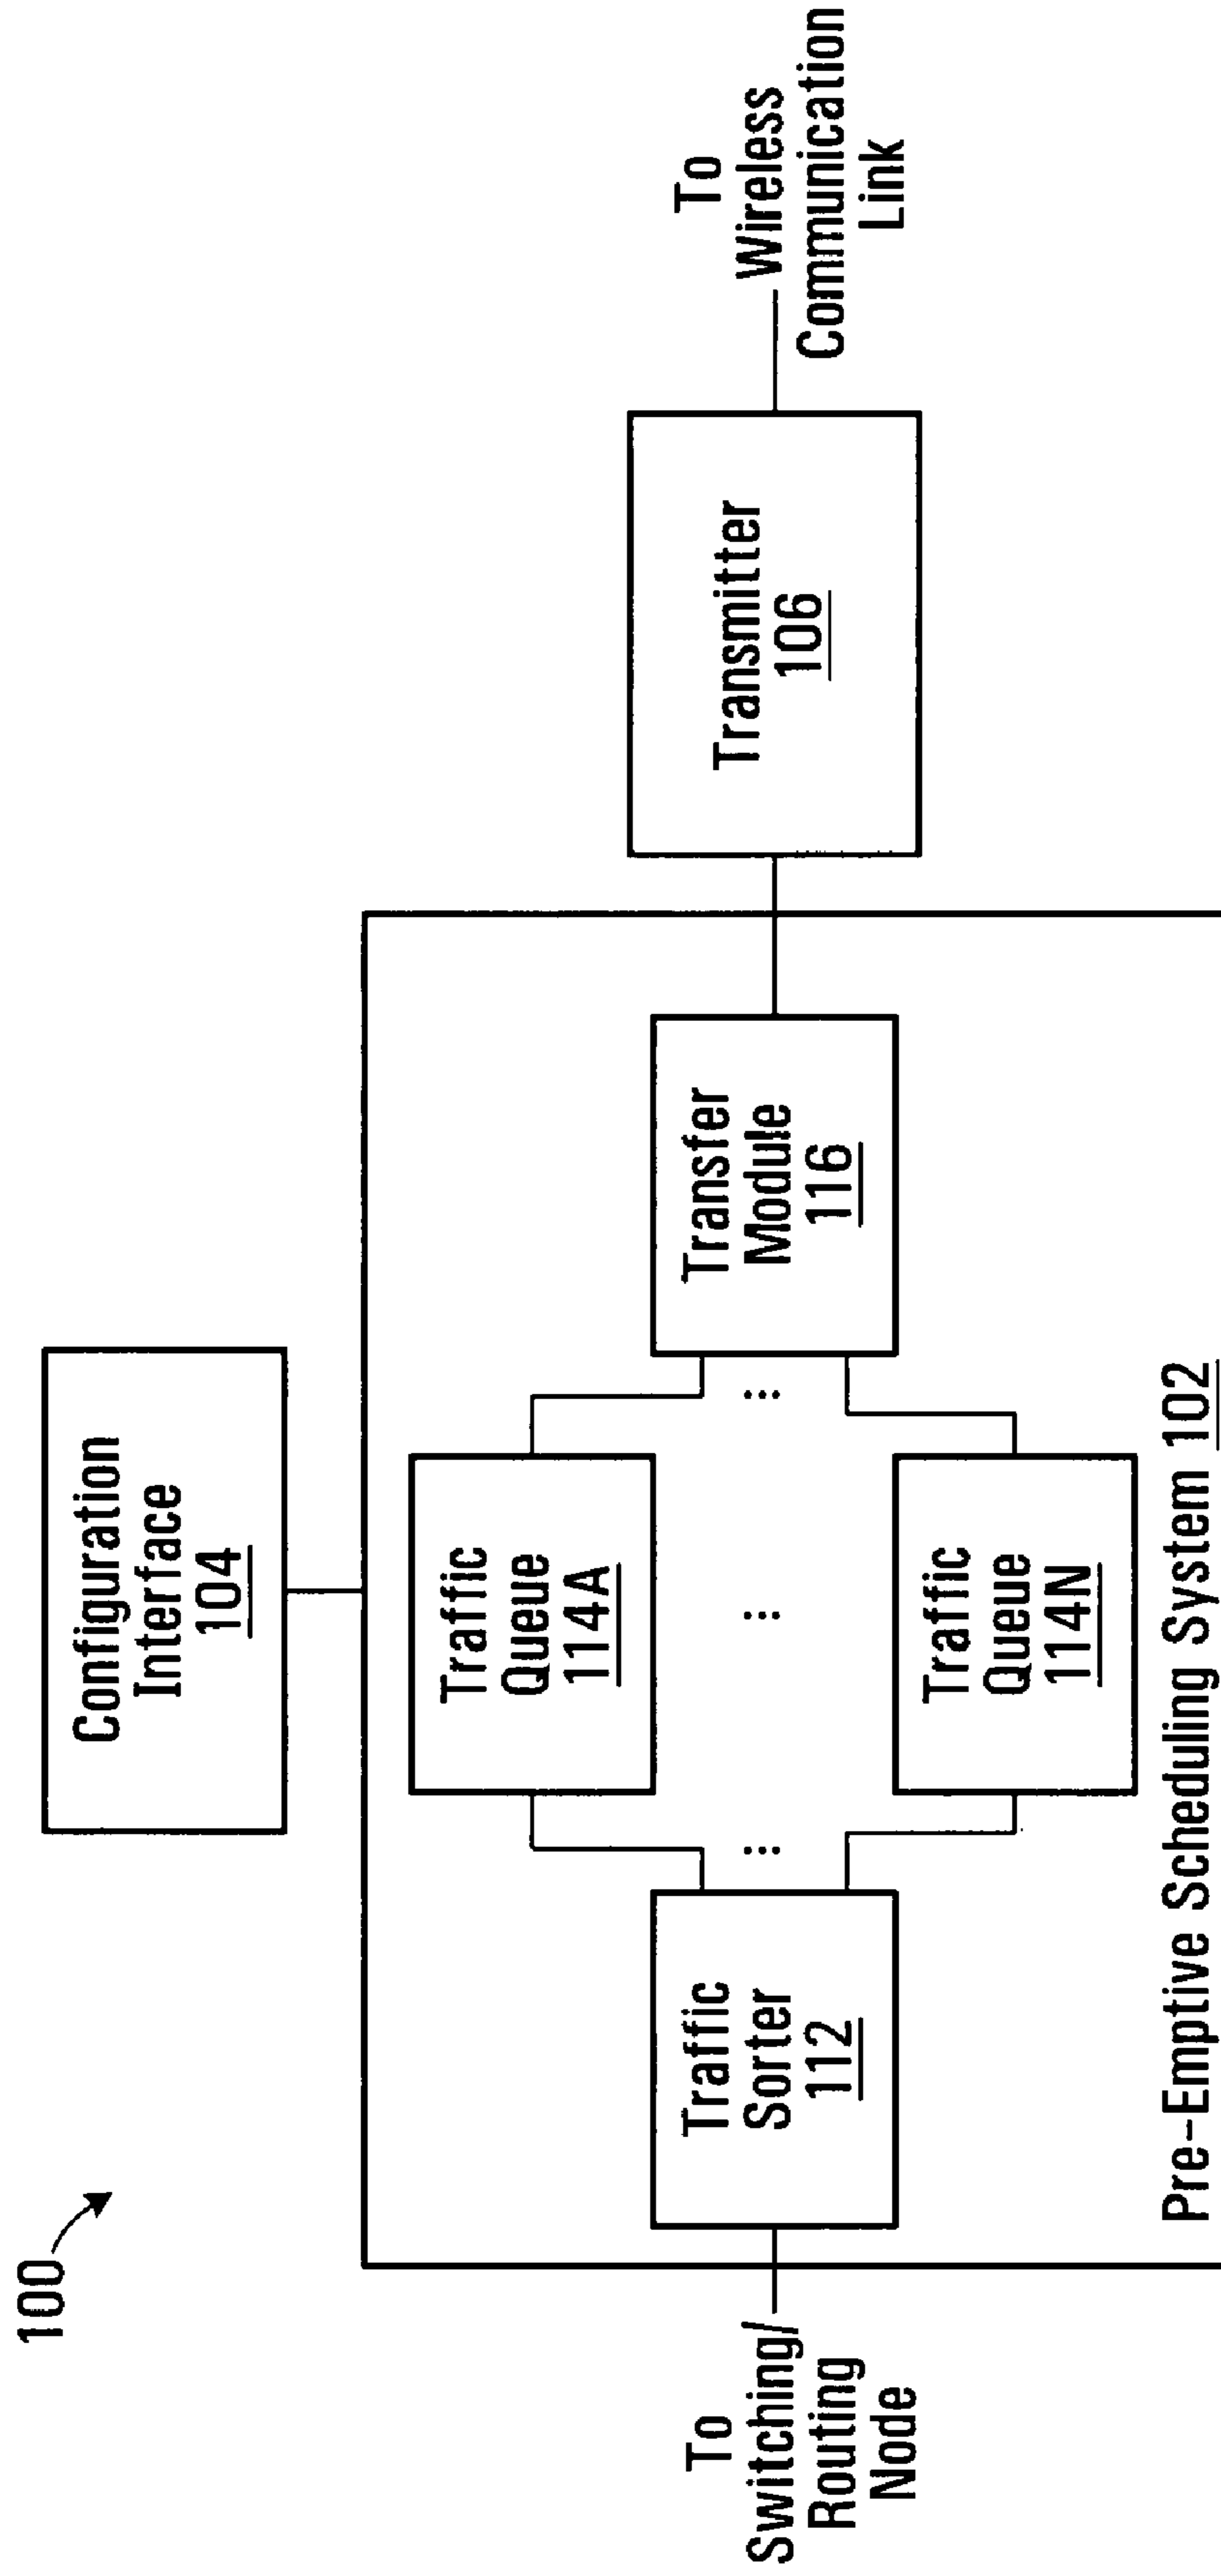 100
Configuration
Interface
104
To
Switching/
Routing
Node
Traffic
Sorter
112
...
Traffic
Queue
114A
...
Traffic
Queue
114N
...
Transfer
Module
116
Transmitter
106
To
Wireless
Communication
Link
Pre-Emptive Scheduling System 102